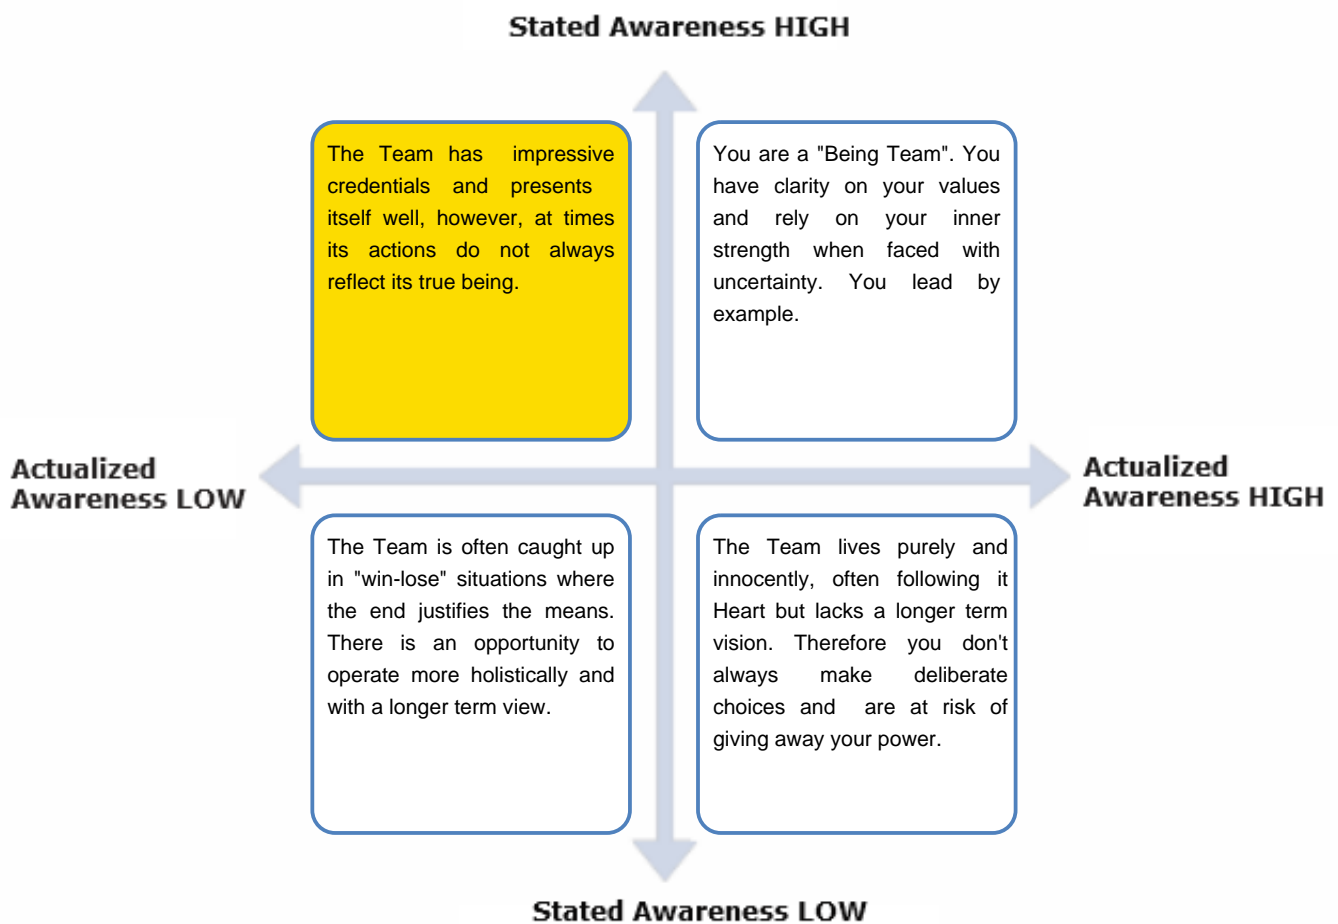 Stated Awareness HIGH
The Team has impressive
credentials and presents
itself well, however, at times
its actions do not always
reflect its true being.
You are a "Being Team". You
have clarity on your values
and rely on your inner
strength when faced with
uncertainty. You lead by
example.
Actualized
Awareness LOW
Actualized
Awareness HIGH
The Team is often caught up
in "win-lose" situations where
the end justifies the means.
There is an opportunity to
operate more holistically and
with a longer term view.
The Team lives purely and
innocently, often following it
Heart but lacks a longer term
vision. Therefore you don't
always make deliberate
choices and are at risk of
giving away your power.
Stated Awareness LOW